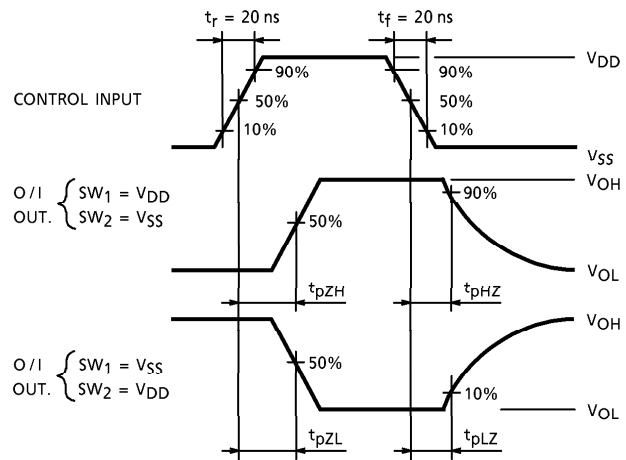 tr = 20 ns tf = 20 ns
VDD
90% 90%
CONTROL INPUT 50% 50%
10% 10%
VSS
VOH
O / I { SW1 = VDD
OUT. SW2 = VSS
90%
50%
tpZH tpHZ
VOL
VOH
O / I { SW1 = VSS
OUT. SW2 = VDD
50%
10%
VOL
tpZL tpLZ